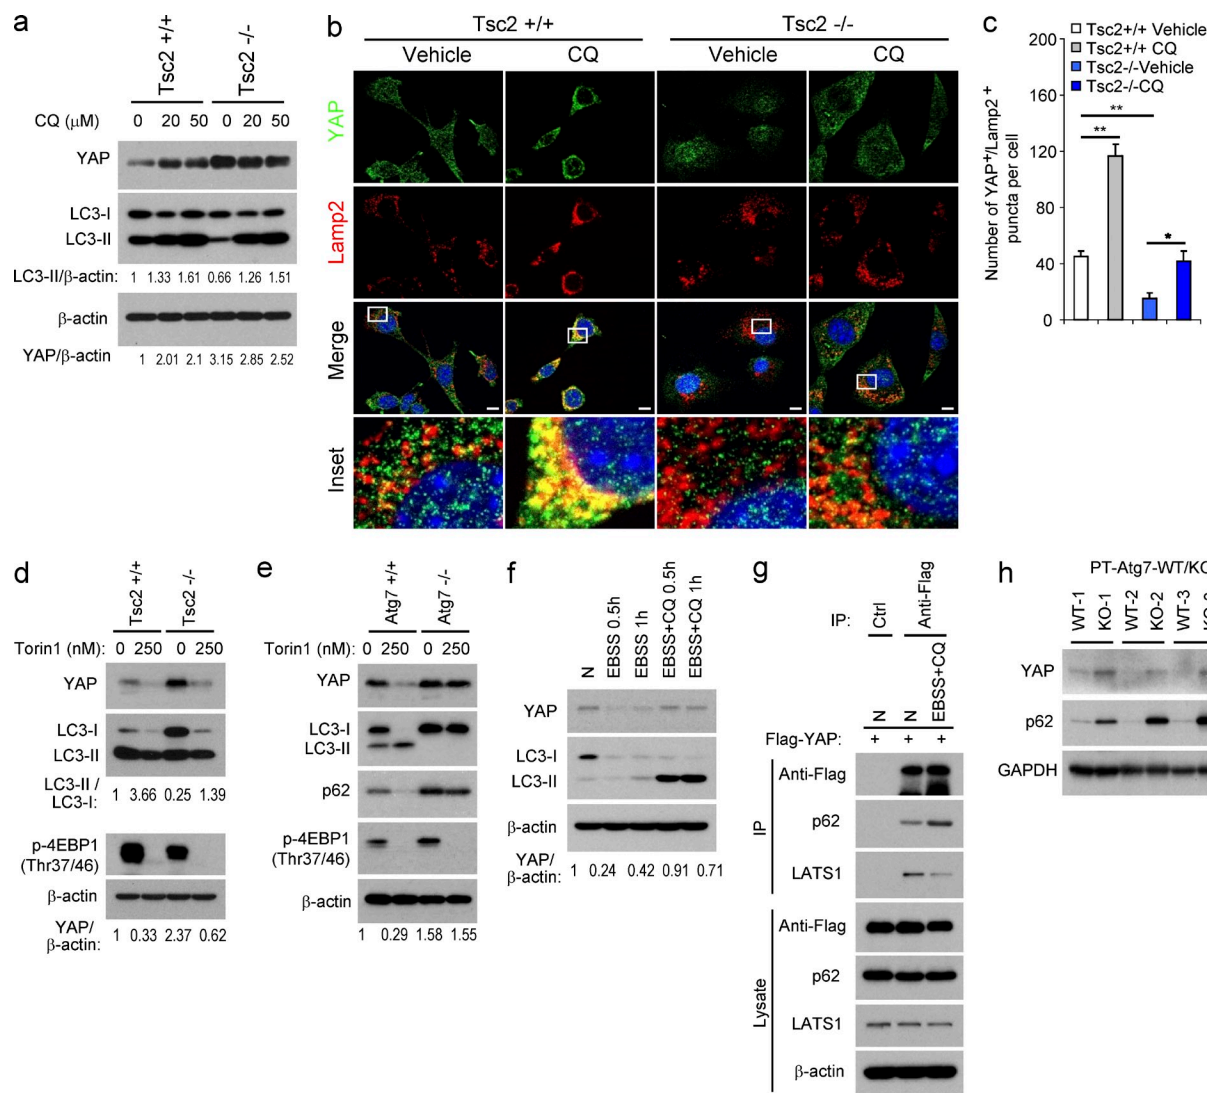 a
Tsc2 +/+
Tsc2 -/-
CQ (µM) 0 20 50 0 20 50
YAP
LC3-I
LC3-II
LC3-II/β-actin: 1 1.33 1.61 0.66 1.26 1.51
β-actin
YAP/β-actin 1 2.01 2.1 3.15 2.85 2.52
b
Tsc2 +/+ Tsc2 -/-
Vehicle CQ Vehicle CQ
YAP
Lamp2
Merge
Inset
c
Tsc2+/+ Vehicle
Tsc2+/+ CQ
Tsc2-/-Vehicle
Tsc2-/-CQ
Number of YAP⁺/Lamp2⁺
puncta per cell
200
160
120
80
40
0
**
**
*
d
Tsc2 +/+
Tsc2 -/-
Torin1 (nM): 0 250 0 250
YAP
LC3-I
LC3-II
LC3-II /
LC3-I: 1 3.66 0.25 1.39
p-4EBP1
(Thr37/46)
β-actin
YAP/
β-actin: 1 0.33 2.37 0.62
e
Atg7 +/+
Atg7 -/-
Torin1 (nM): 0 250 0 250
YAP
LC3-I
LC3-II
p62
p-4EBP1
(Thr37/46)
β-actin
1 0.29 1.58 1.55
f
N
EBSS 0.5h
EBSS 1h
EBSS+CQ 0.5h
EBSS+CQ 1h
YAP
LC3-I
LC3-II
β-actin
YAP/
β-actin: 1 0.24 0.42 0.91 0.71
g
IP: Ctrl Anti-Flag
N N EBSS+CQ
Flag-YAP: + + +
IP
Anti-Flag
p62
LATS1
Lysate
Anti-Flag
p62
LATS1
β-actin
h
PT-Atg7-WT/KO
WT-1
KO-1
WT-2
KO-2
WT-3
YAP
p62
GAPDH